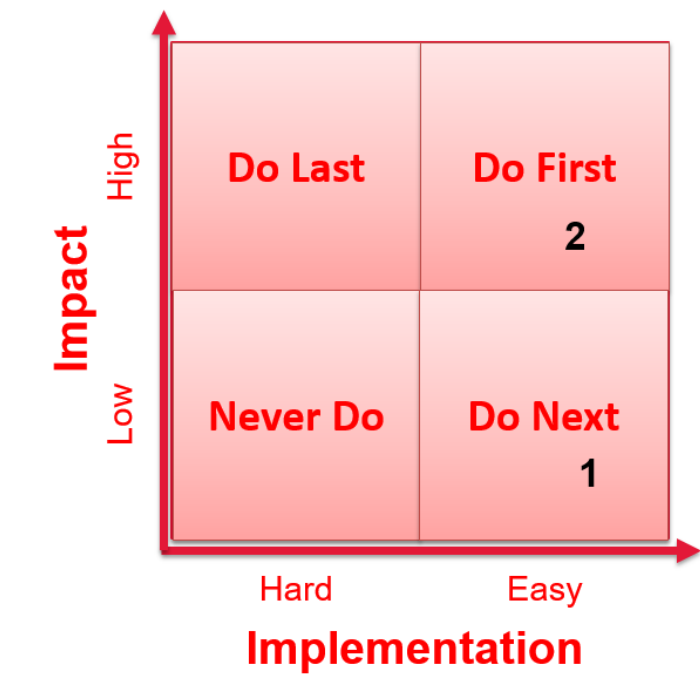 High
Do Last
Do First
2
Impact
Low
Never Do
Do Next
1
Hard
Easy
Implementation